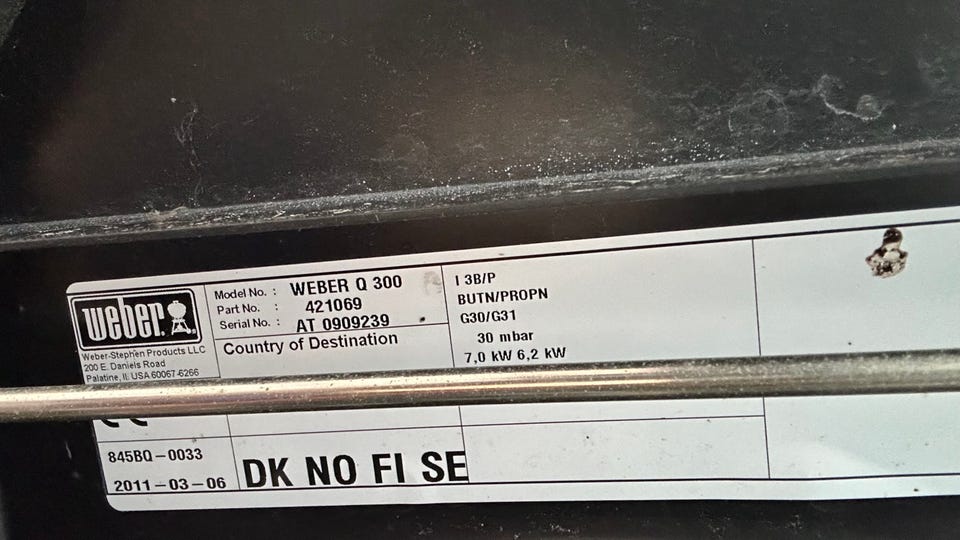 weber
Weber-Stephen Products LLC
200 E. Daniels Road
Palatine, IL USA 60067-6266
Model No. : WEBER Q 300
Part No. : 421069
Serial No. : AT 0909239
Country of Destination
I 3B/P
BUTN/PROPN
G30/G31
30 mbar
7,0 kW 6,2 kW
845BQ-0033
2011-03-06
DK NO FI SE